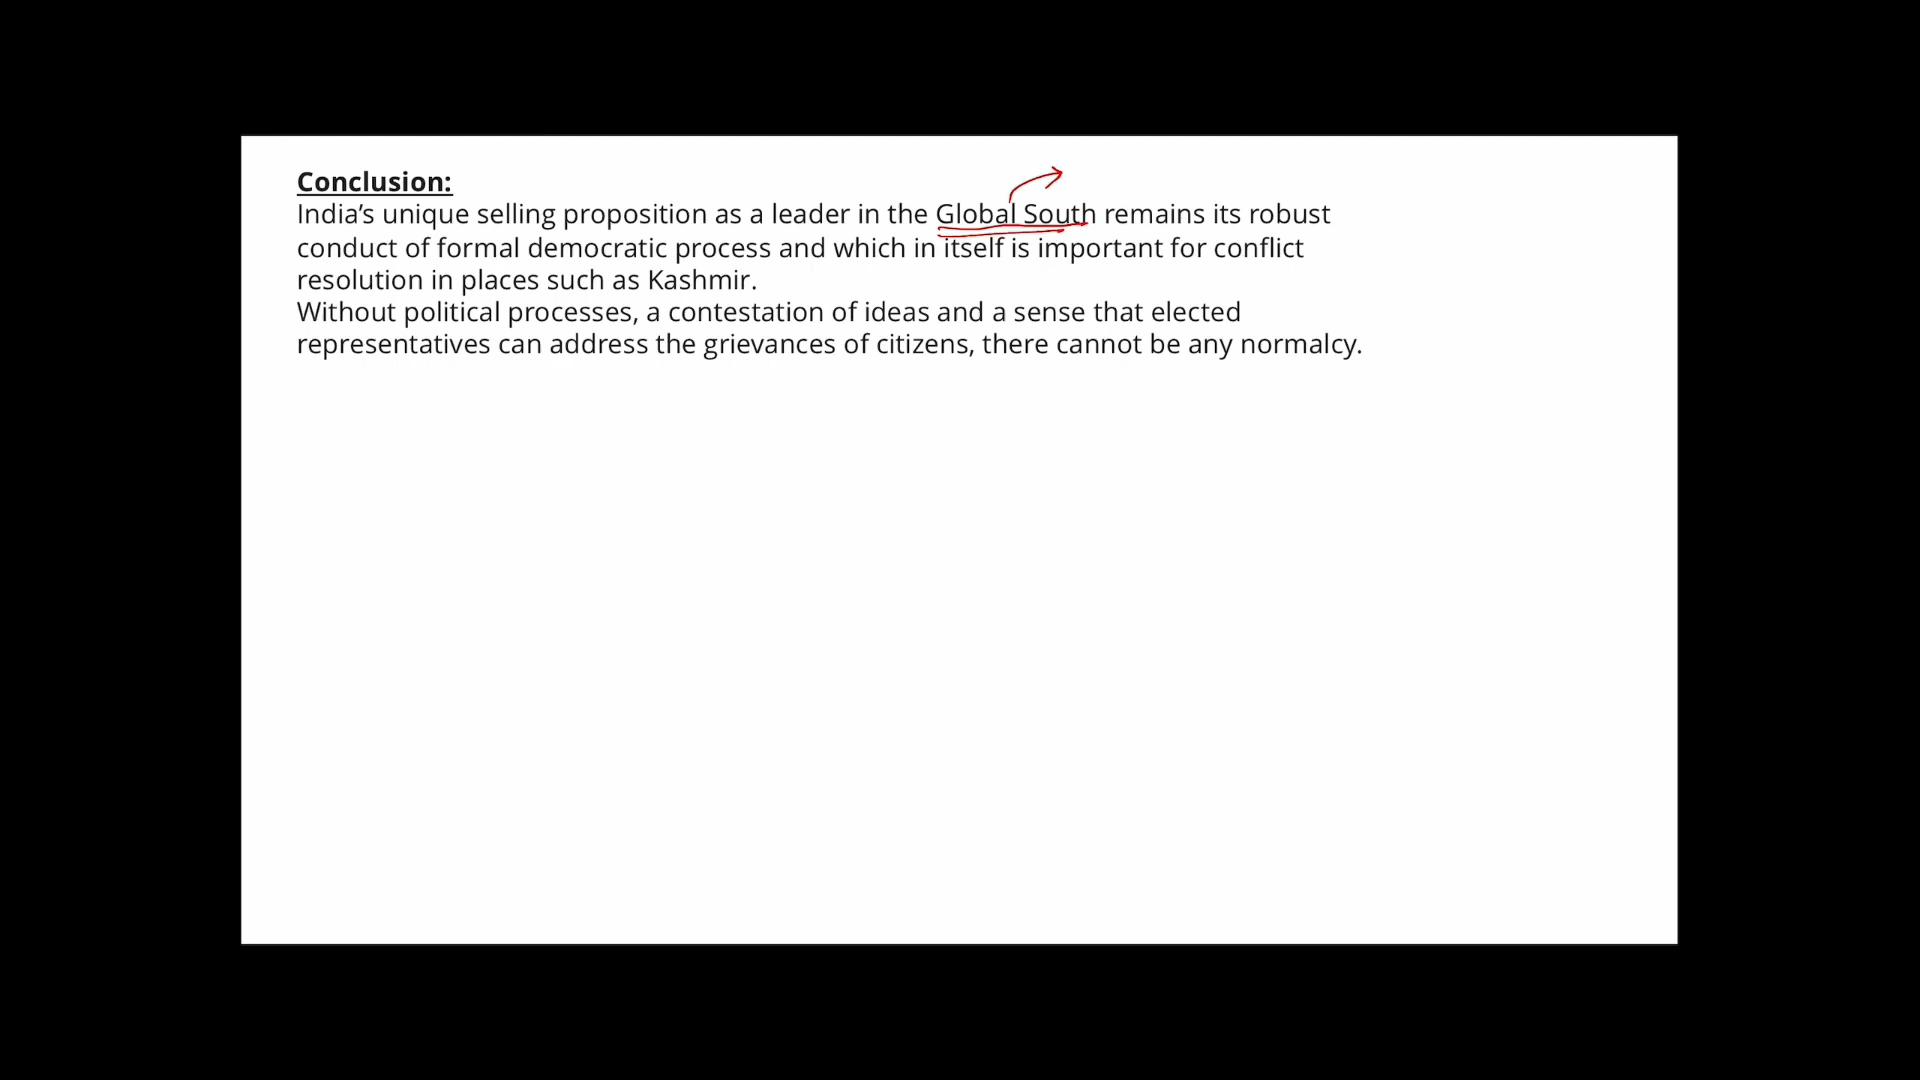 Conclusion:
India’s unique selling proposition as a leader in the Global South remains its robust
conduct of formal democratic process and which in itself is important for conflict
resolution in places such as Kashmir.
Without political processes, a contestation of ideas and a sense that elected
representatives can address the grievances of citizens, there cannot be any normalcy.